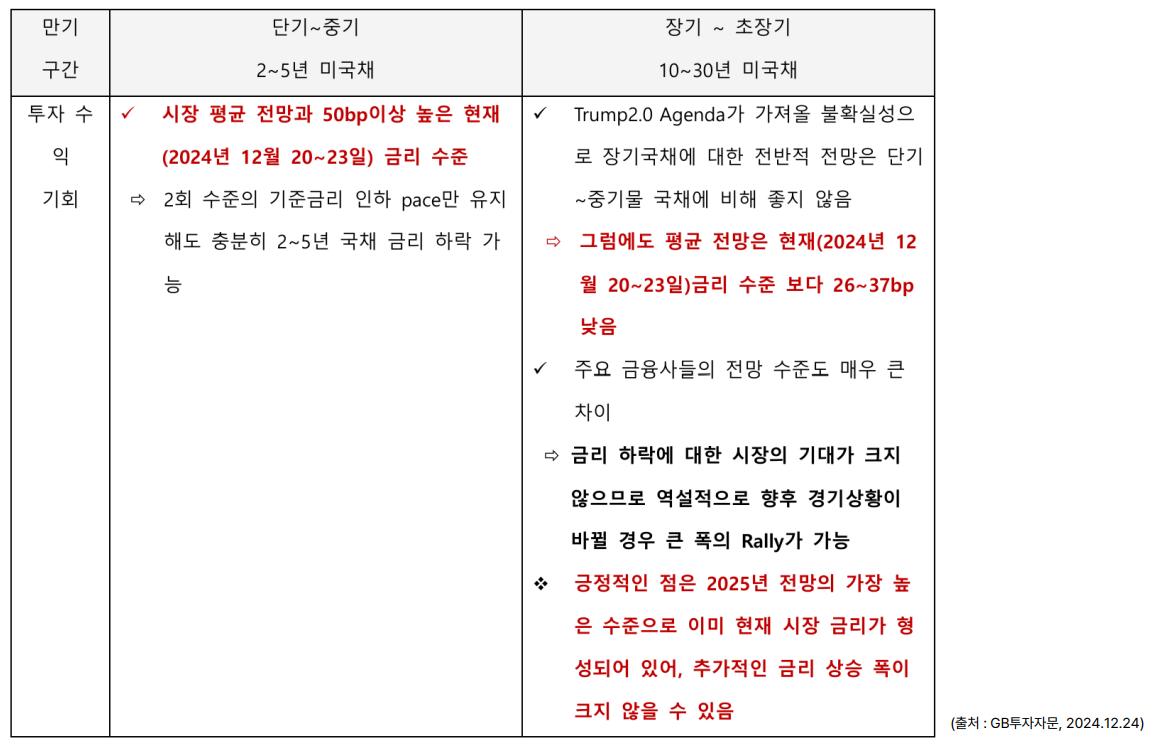 만기
구간
단기~중기
2~5년 미국채
장기 ~ 초장기
10~30년 미국채
투자 수
익
기회
✓ 시장 평균 전망과 50bp이상 높은 현재
(2024년 12월 20~23일) 금리 수준
⇨ 2회 수준의 기준금리 인하 pace만 유지
해도 충분히 2~5년 국채 금리 하락 가
능
✓ Trump2.0 Agenda가 가져올 불확실성으
로 장기국채에 대한 전반적 전망은 단기
~중기물 국채에 비해 좋지 않음
⇨ 그럼에도 평균 전망은 현재(2024년 12
월 20~23일)금리 수준 보다 26~37bp
낮음
✓ 주요 금융사들의 전망 수준도 매우 큰
차이
⇨ 금리 하락에 대한 시장의 기대가 크지
않으므로 역설적으로 향후 경기상황이
바뀔 경우 큰 폭의 Rally가 가능
❖ 긍정적인 점은 2025년 전망의 가장 높
은 수준으로 이미 현재 시장 금리가 형
성되어 있어, 추가적인 금리 상승 폭이
크지 않을 수 있음
(출처 : GB투자자문, 2024.12.24)